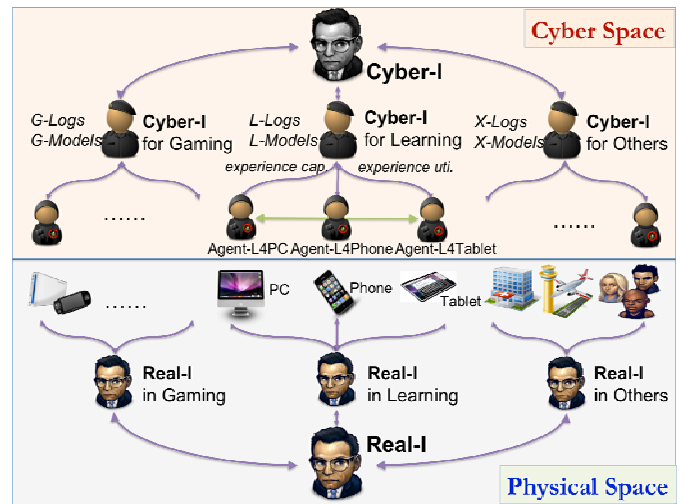 Cyber Space
Cyber-I
G-Logs
G-Models
Cyber-I
for Gaming
L-Logs
L-Models
Cyber-I
for Learning
X-Logs
X-Models
Cyber-I
for Others
experience cap.
experience uti.
......
......
Agent-L4PC Agent-L4Phone Agent-L4Tablet
......
PC
Phone
Tablet
Real-I
in Gaming
Real-I
in Learning
Real-I
in Others
Real-I
Physical Space